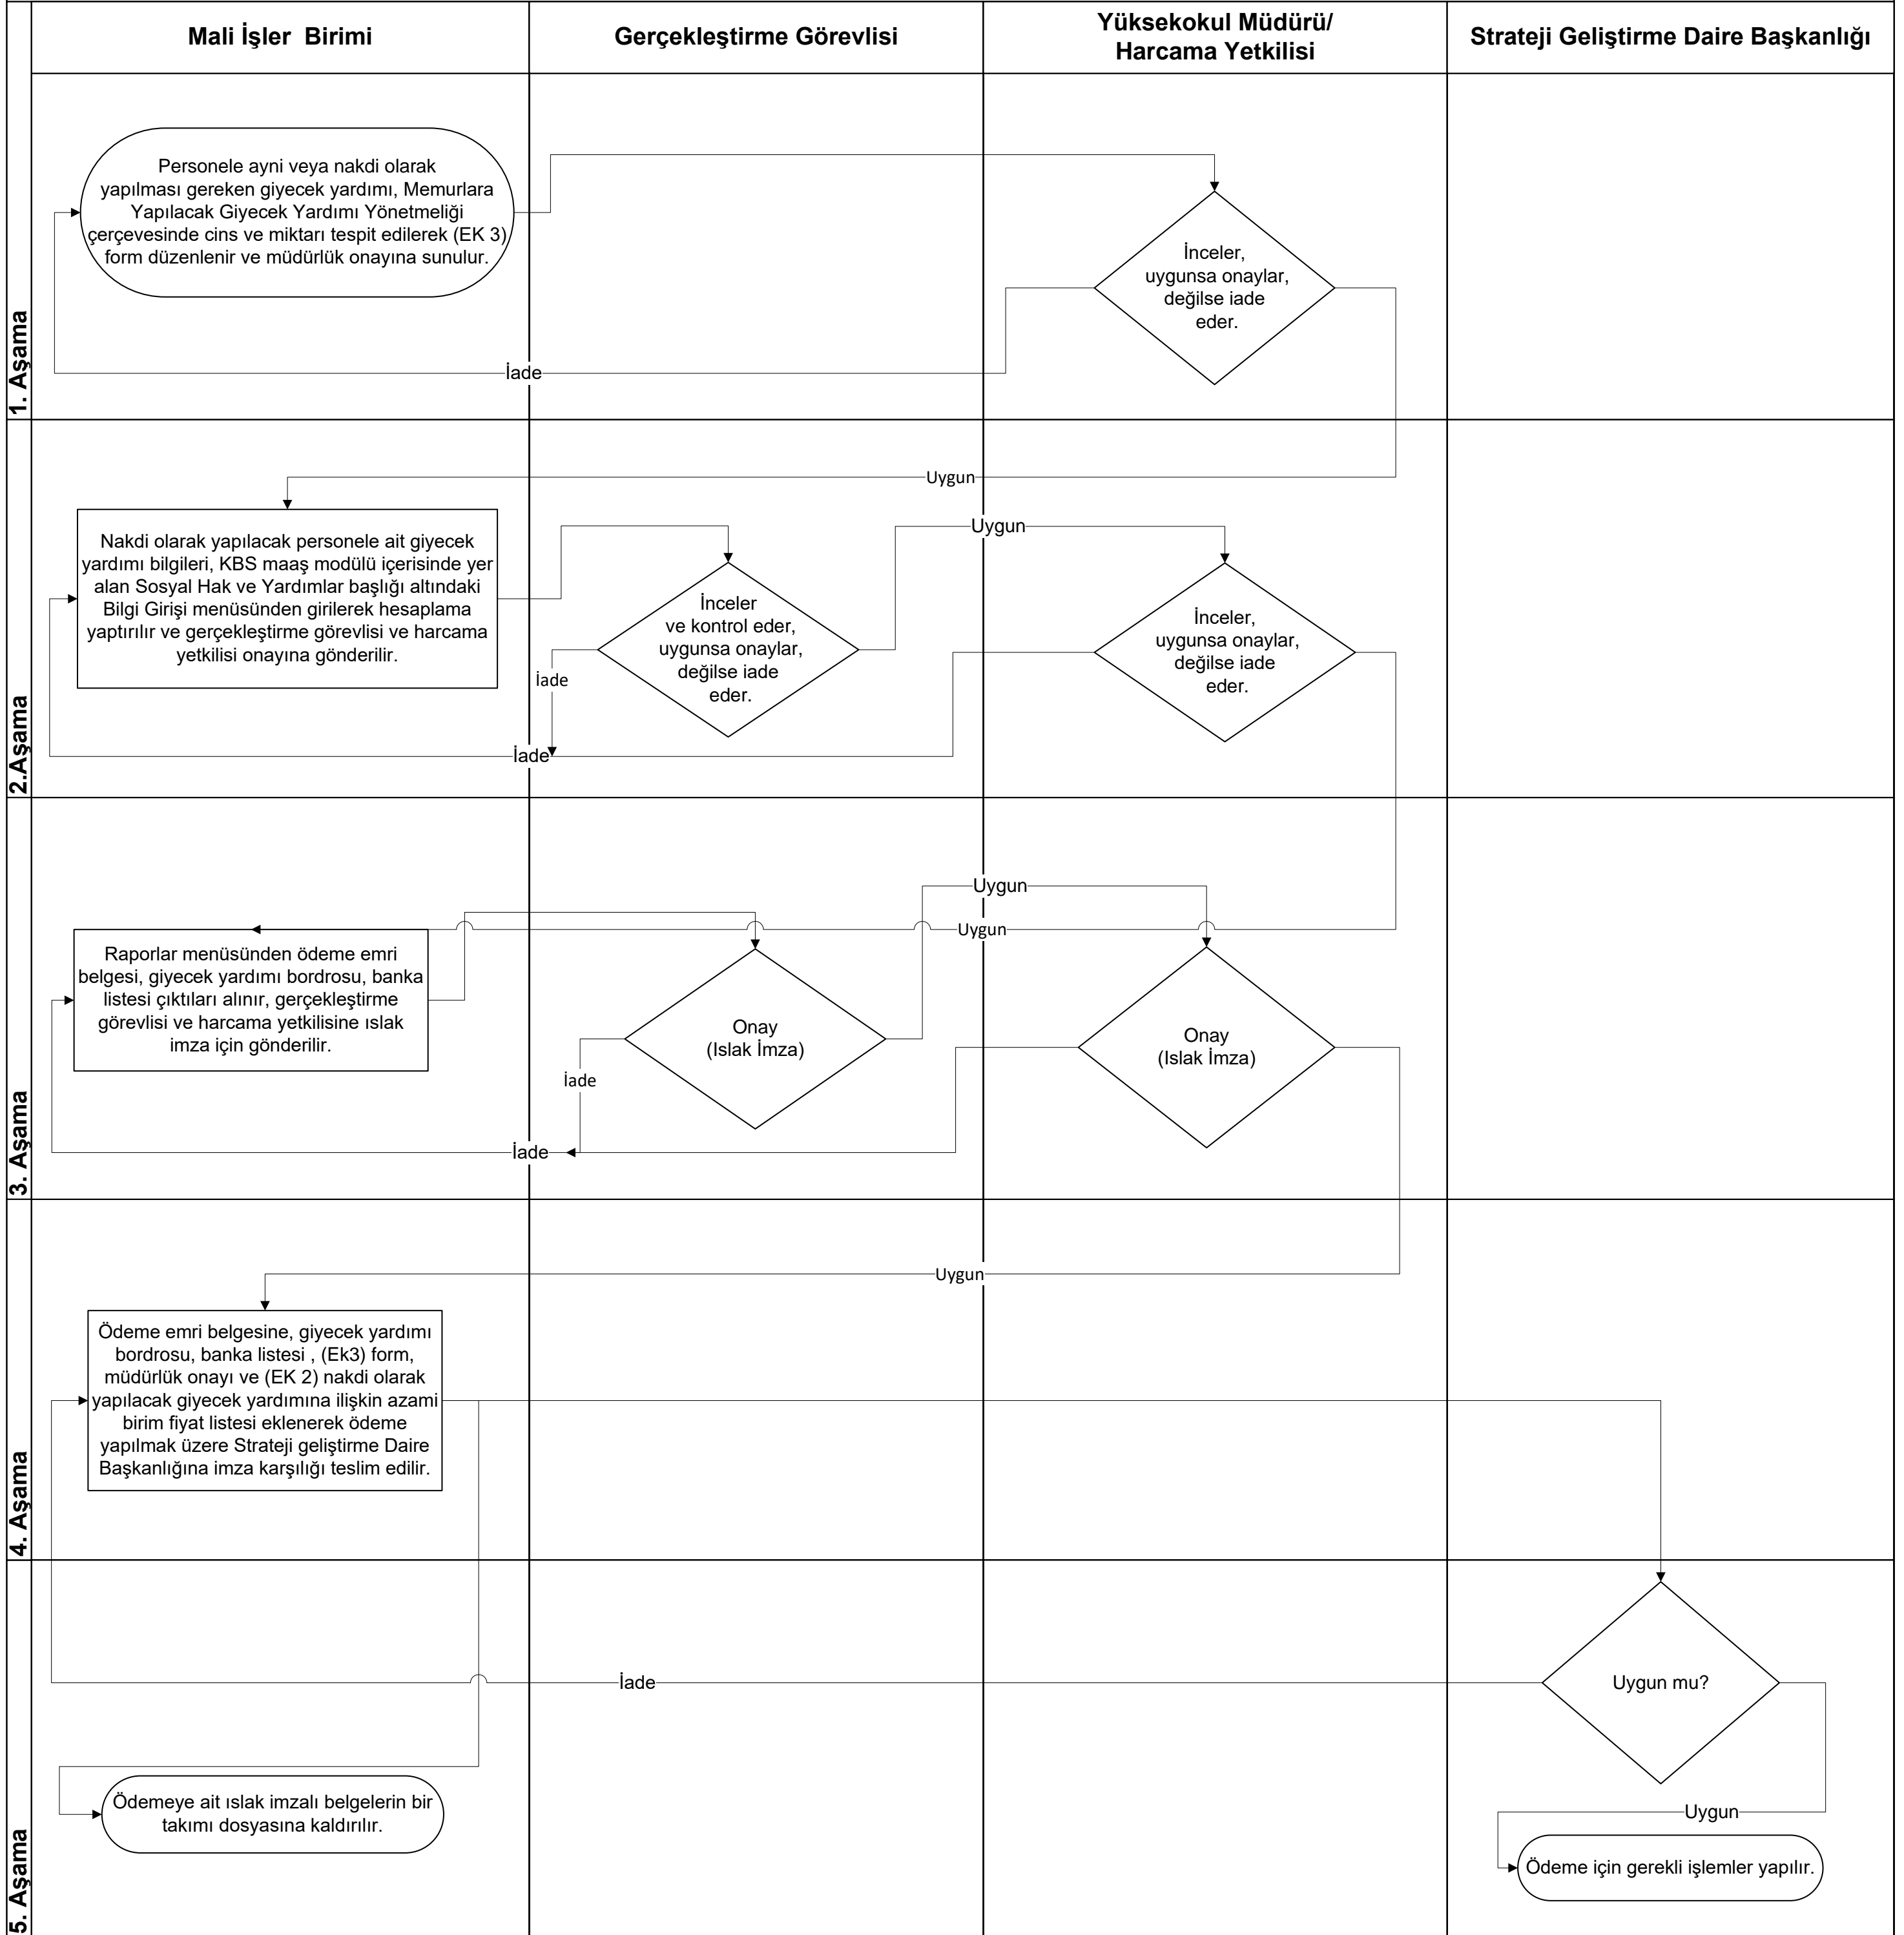 Mali İşler  Birimi
Gerçekleştirme Görevlisi
Yüksekokul Müdürü/
Harcama Yetkilisi
Strateji Geliştirme Daire Başkanlığı
1. Aşama
Personele ayni veya nakdi olarak
yapılması gereken giyecek yardımı, Memurlara
Yapılacak Giyecek Yardımı Yönetmeliği
çerçevesinde cins ve miktarı tespit edilerek (EK 3)
form düzenlenir ve müdürlük onayına sunulur.
İnceler,
uygunsa onaylar,
değilse iade
eder.
İade
2.Aşama
Uygun
Nakdi olarak yapılacak personele ait giyecek
yardımı bilgileri, KBS maaş modülü içerisinde yer
alan Sosyal Hak ve Yardımlar başlığı altındaki
Bilgi Girişi menüsünden girilerek hesaplama
yaptırılır ve gerçekleştirme görevlisi ve harcama
yetkilisi onayına gönderilir.
İnceler
ve kontrol eder,
uygunsa onaylar,
değilse iade
eder.
Uygun
İnceler,
uygunsa onaylar,
değilse iade
eder.
İade
İade
3. Aşama
Uygun
Uygun
Raporlar menüsünden ödeme emri
belgesi, giyecek yardımı bordrosu, banka
listesi çıktıları alınır, gerçekleştirme
görevlisi ve harcama yetkilisine ıslak
imza için gönderilir.
Onay
(Islak İmza)
Onay
(Islak İmza)
İade
İade
4. Aşama
Uygun
Ödeme emri belgesine, giyecek yardımı
bordrosu, banka listesi , (Ek3) form,
müdürlük onayı ve (EK 2) nakdi olarak
yapılacak giyecek yardımına ilişkin azami
birim fiyat listesi eklenerek ödeme
yapılmak üzere Strateji geliştirme Daire
Başkanlığına imza karşılığı teslim edilir.
5. Aşama
İade
Uygun mu?
Ödemeye ait ıslak imzalı belgelerin bir
takımı dosyasına kaldırılır.
Uygun
Ödeme için gerekli işlemler yapılır.